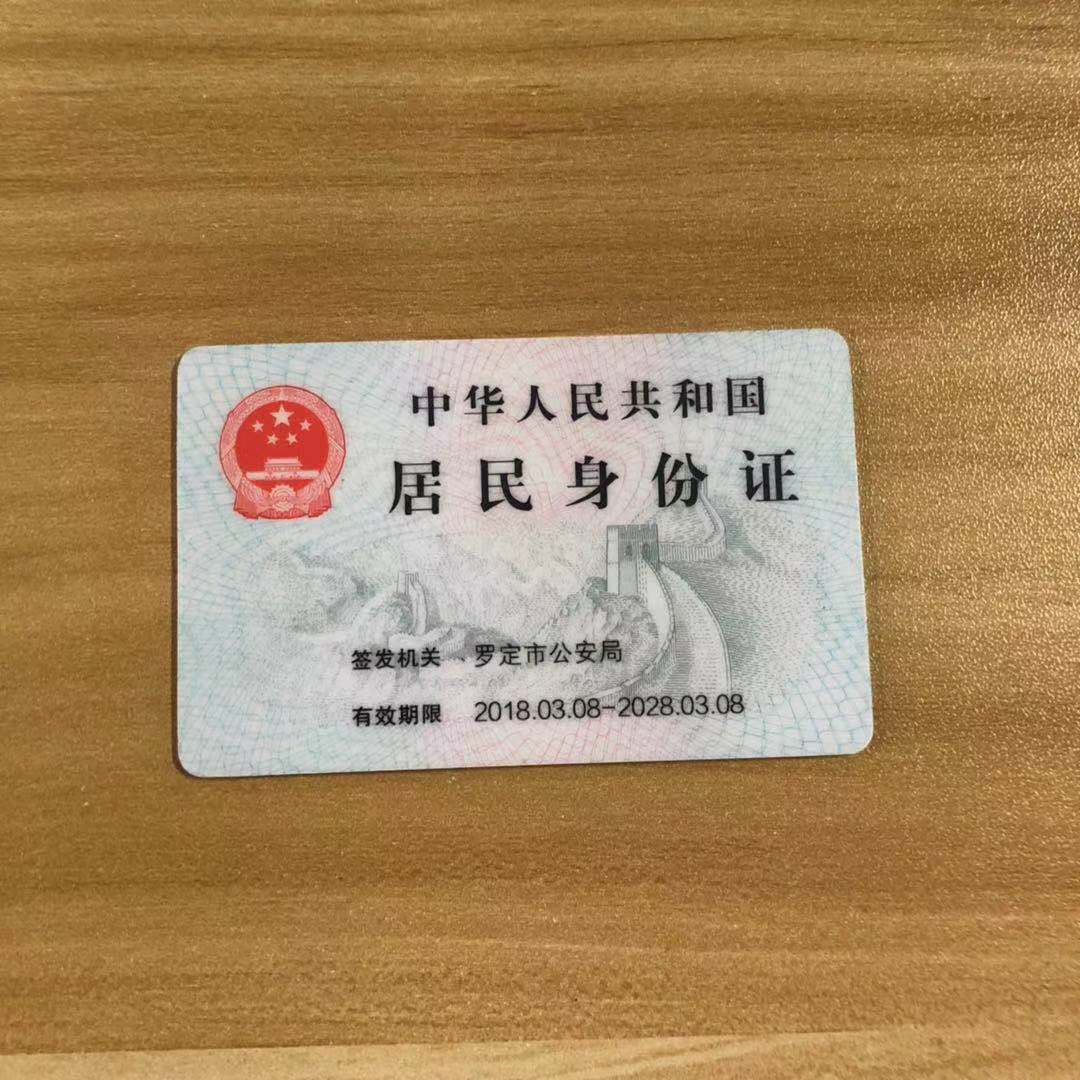 中华人民共和国
居民身份证
签发机关 罗定市公安局
有效期限 2018.03.08-2028.03.08